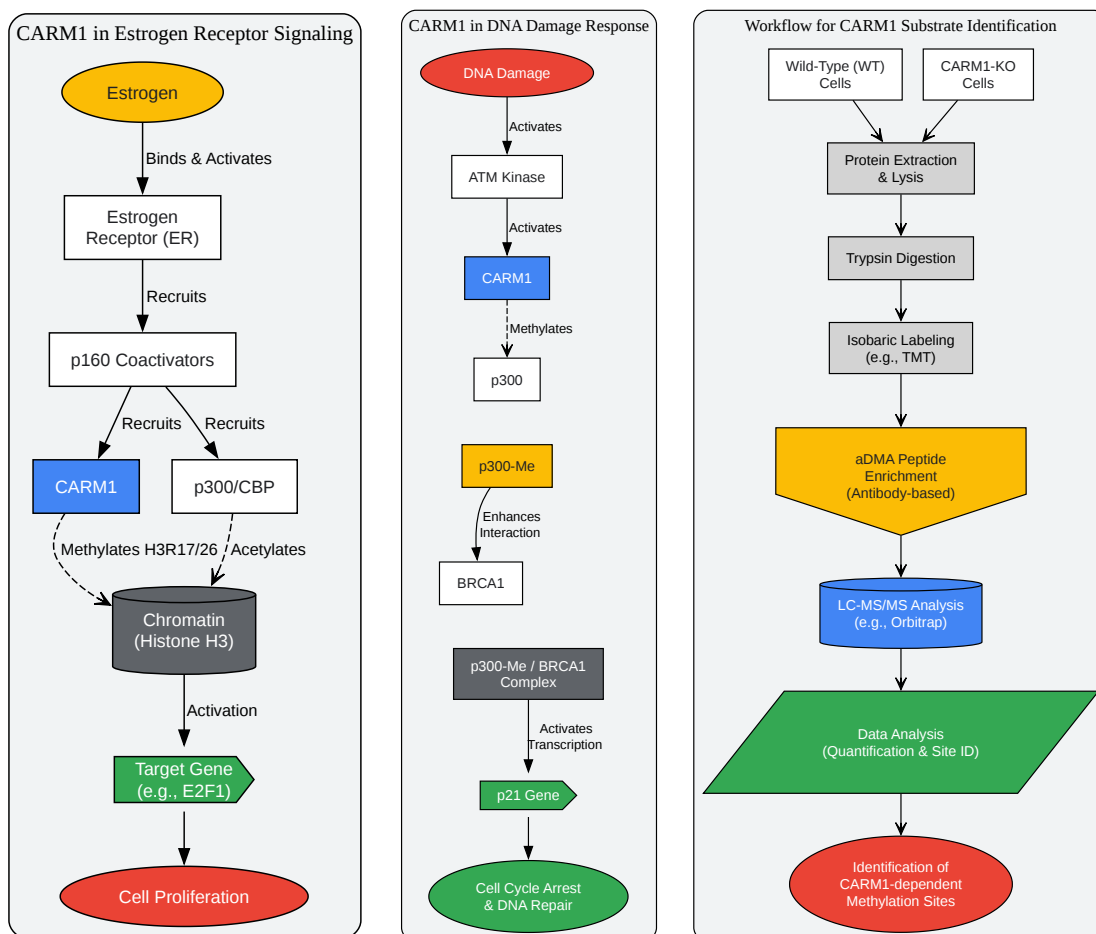 CARM1 in Estrogen Receptor Signaling
Estrogen
Binds & Activates
Estrogen
Receptor (ER)
Recruits
p160 Coactivators
Recruits
Recruits
CARM1
p300/CBP
Methylates H3R17/26
Acetylates
Chromatin
(Histone H3)
Activation
Target Gene
(e.g., E2F1)
Cell Proliferation
CARM1 in DNA Damage Response
DNA Damage
Activates
ATM Kinase
Activates
CARM1
Methylates
p300
p300-Me
Enhances
Interaction
BRCA1
p300-Me / BRCA1
Complex
Activates
Transcription
p21 Gene
Cell Cycle Arrest
& DNA Repair
Workflow for CARM1 Substrate Identification
Wild-Type (WT)
Cells
CARM1-KO
Cells
Protein Extraction
& Lysis
Trypsin Digestion
Isobaric Labeling
(e.g., TMT)
aDMA Peptide
Enrichment
(Antibody-based)
LC-MS/MS Analysis
(e.g., Orbitrap)
Data Analysis
(Quantification & Site ID)
Identification of
CARM1-dependent
Methylation Sites